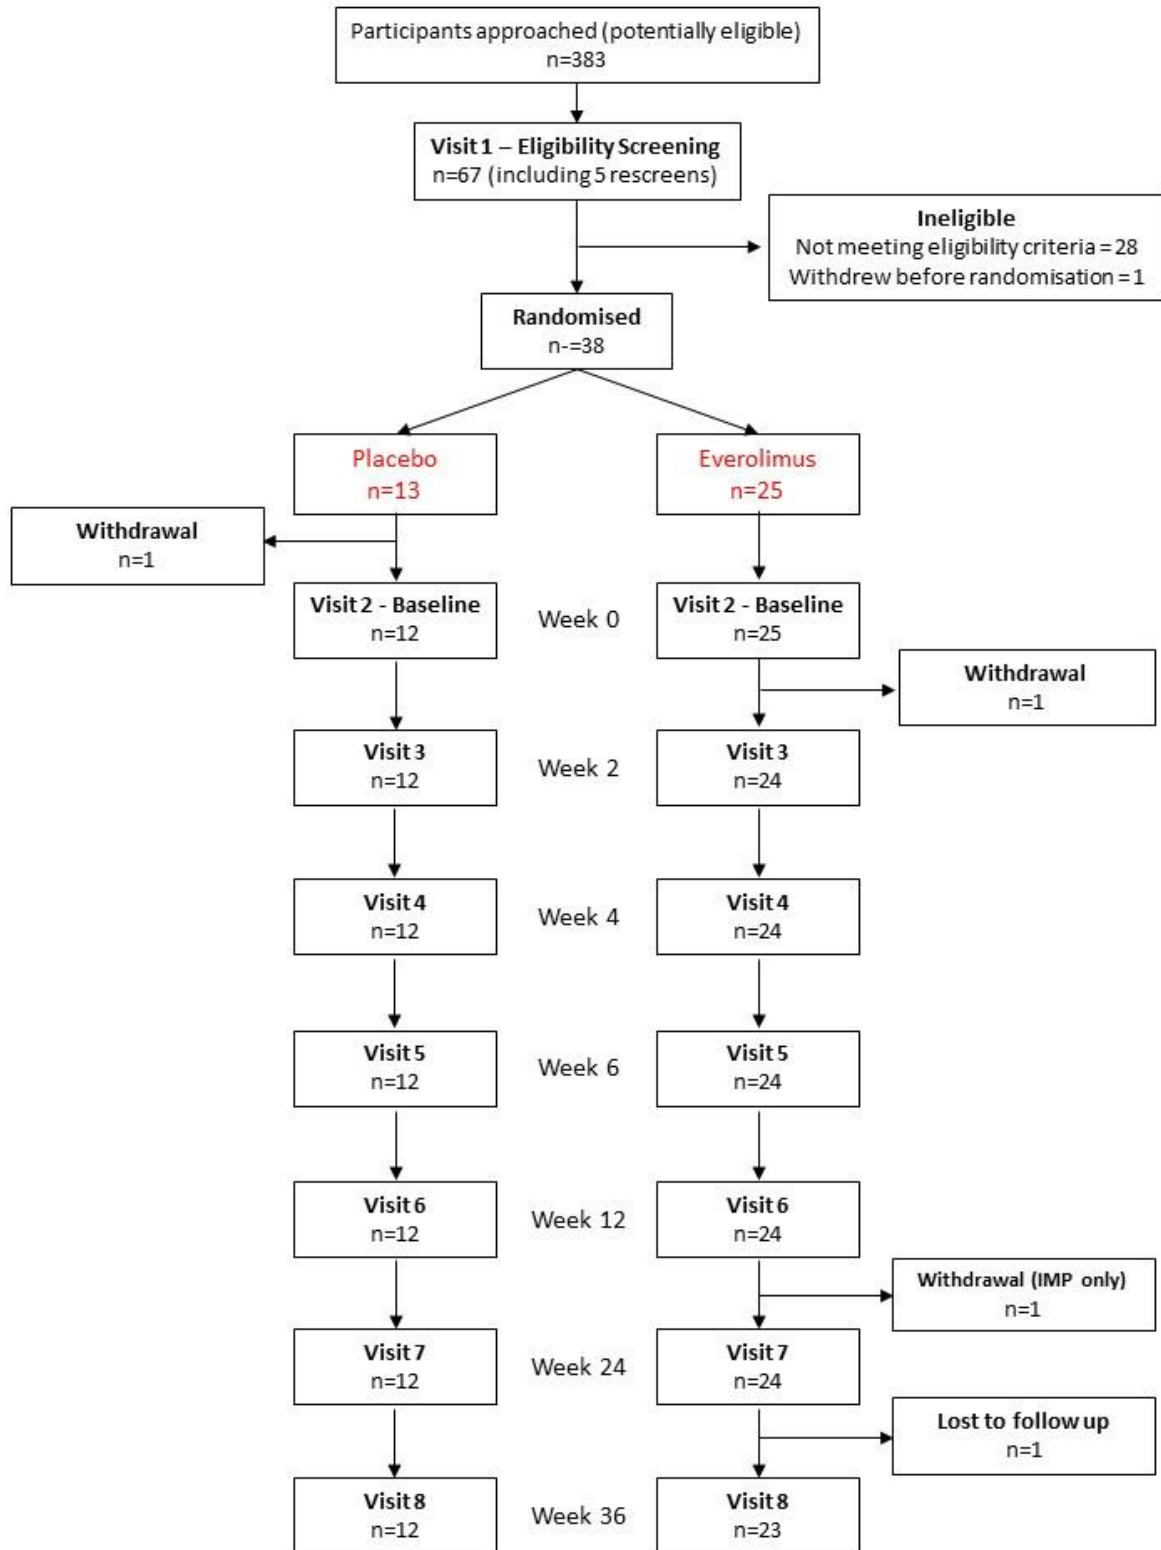 Participants approached (potentially eligible)
n=383
Visit 1 – Eligibility Screening
n=67 (including 5 rescreens)
Ineligible
Not meeting eligibility criteria = 28
Withdrew before randomisation = 1
Randomised
n-=38
Placebo
n=13
Everolimus
n=25
Withdrawal
n=1
Visit 2 - Baseline
n=12
Week 0
Visit 2 - Baseline
n=25
Withdrawal
n=1
Visit 3
n=12
Week 2
Visit 3
n=24
Visit 4
n=12
Week 4
Visit 4
n=24
Visit 5
n=12
Week 6
Visit 5
n=24
Visit 6
n=12
Week 12
Visit 6
n=24
Withdrawal (IMP only)
n=1
Visit 7
n=12
Week 24
Visit 7
n=24
Lost to follow up
n=1
Visit 8
n=12
Week 36
Visit 8
n=23